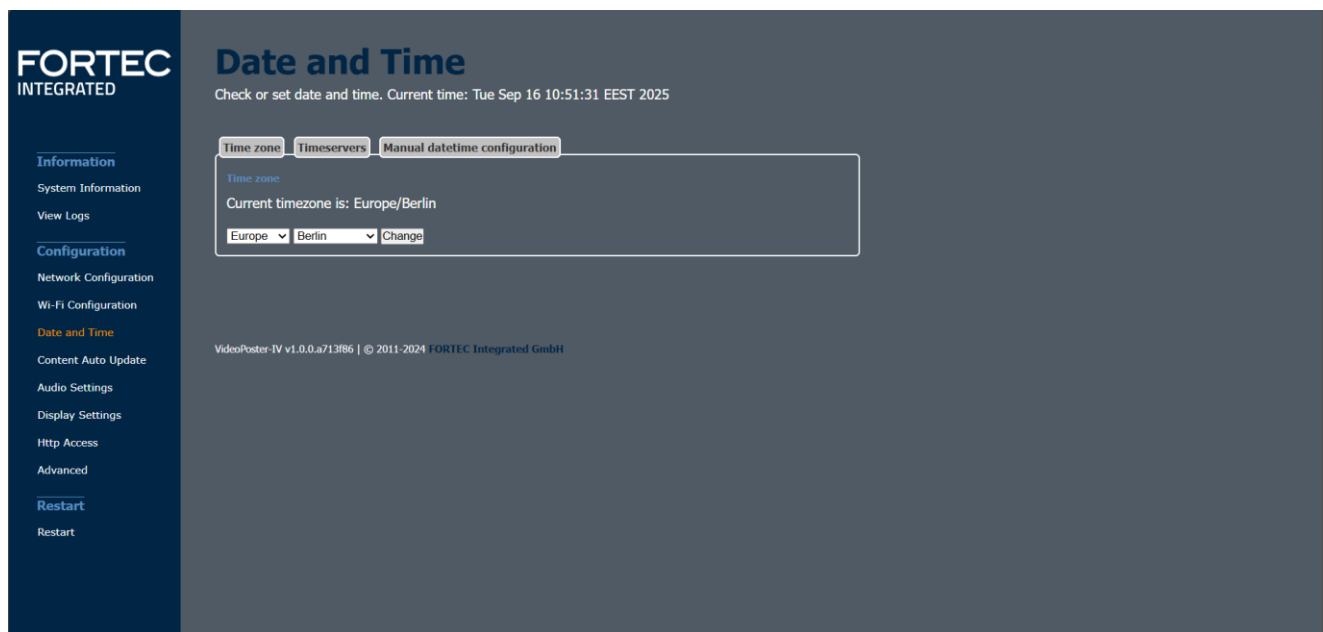 FORTEC
INTEGRATED
Information
System Information
View Logs
Configuration
Network Configuration
Wi-Fi Configuration
Date and Time
Content Auto Update
Audio Settings
Display Settings
Http Access
Advanced
Restart
Restart
Date and Time
Check or set date and time. Current time: Tue Sep 16 10:51:31 EEST 2025
Time zone Timeservers Manual datetime configuration
Time zone
Current timezone is: Europe/Berlin
Europe Berlin Change
VideoPoster-IV v1.0.0.a713f86 | © 2011-2024 FORTEC Integrated GmbH